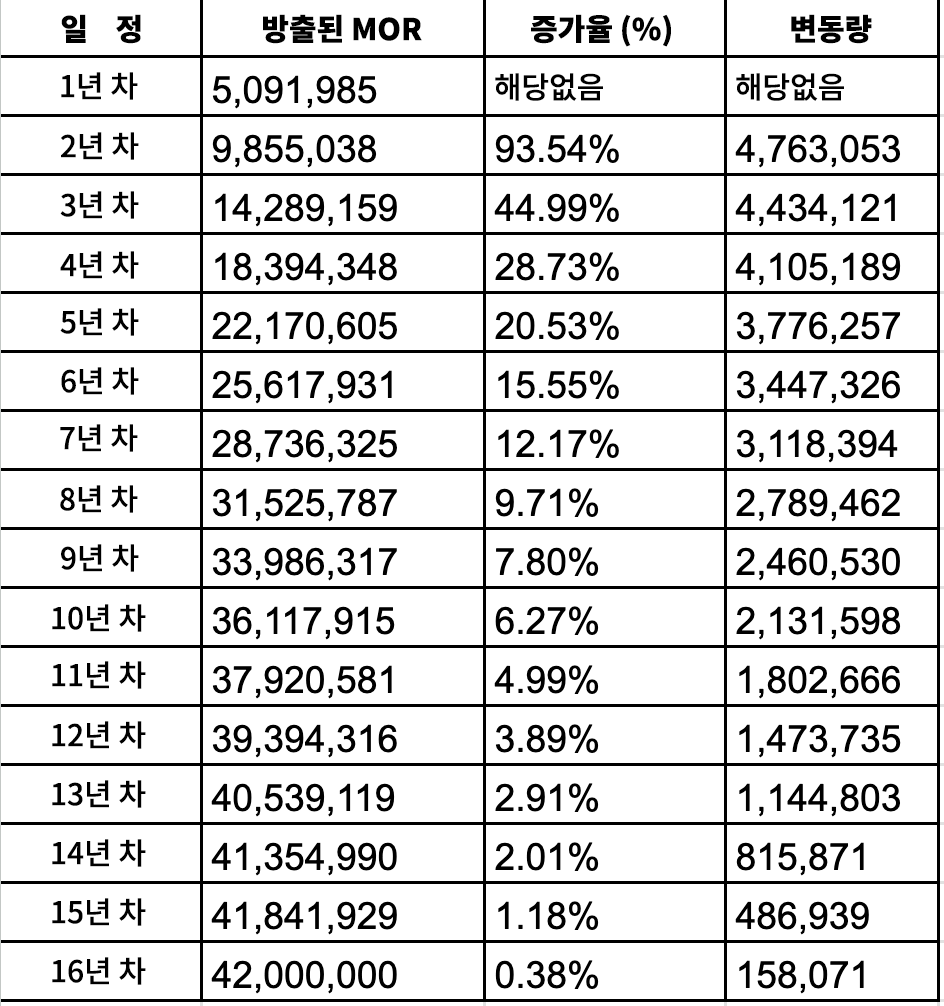 일 정 방출된 MOR 증가율 (%) 변동량
1년 차 5,091,985 해당없음 해당없음
2년 차 9,855,038 93.54% 4,763,053
3년 차 14,289,159 44.99% 4,434,121
4년 차 18,394,348 28.73% 4,105,189
5년 차 22,170,605 20.53% 3,776,257
6년 차 25,617,931 15.55% 3,447,326
7년 차 28,736,325 12.17% 3,118,394
8년 차 31,525,787 9.71% 2,789,462
9년 차 33,986,317 7.80% 2,460,530
10년 차 36,117,915 6.27% 2,131,598
11년 차 37,920,581 4.99% 1,802,666
12년 차 39,394,316 3.89% 1,473,735
13년 차 40,539,119 2.91% 1,144,803
14년 차 41,354,990 2.01% 815,871
15년 차 41,841,929 1.18% 486,939
16년 차 42,000,000 0.38% 158,071